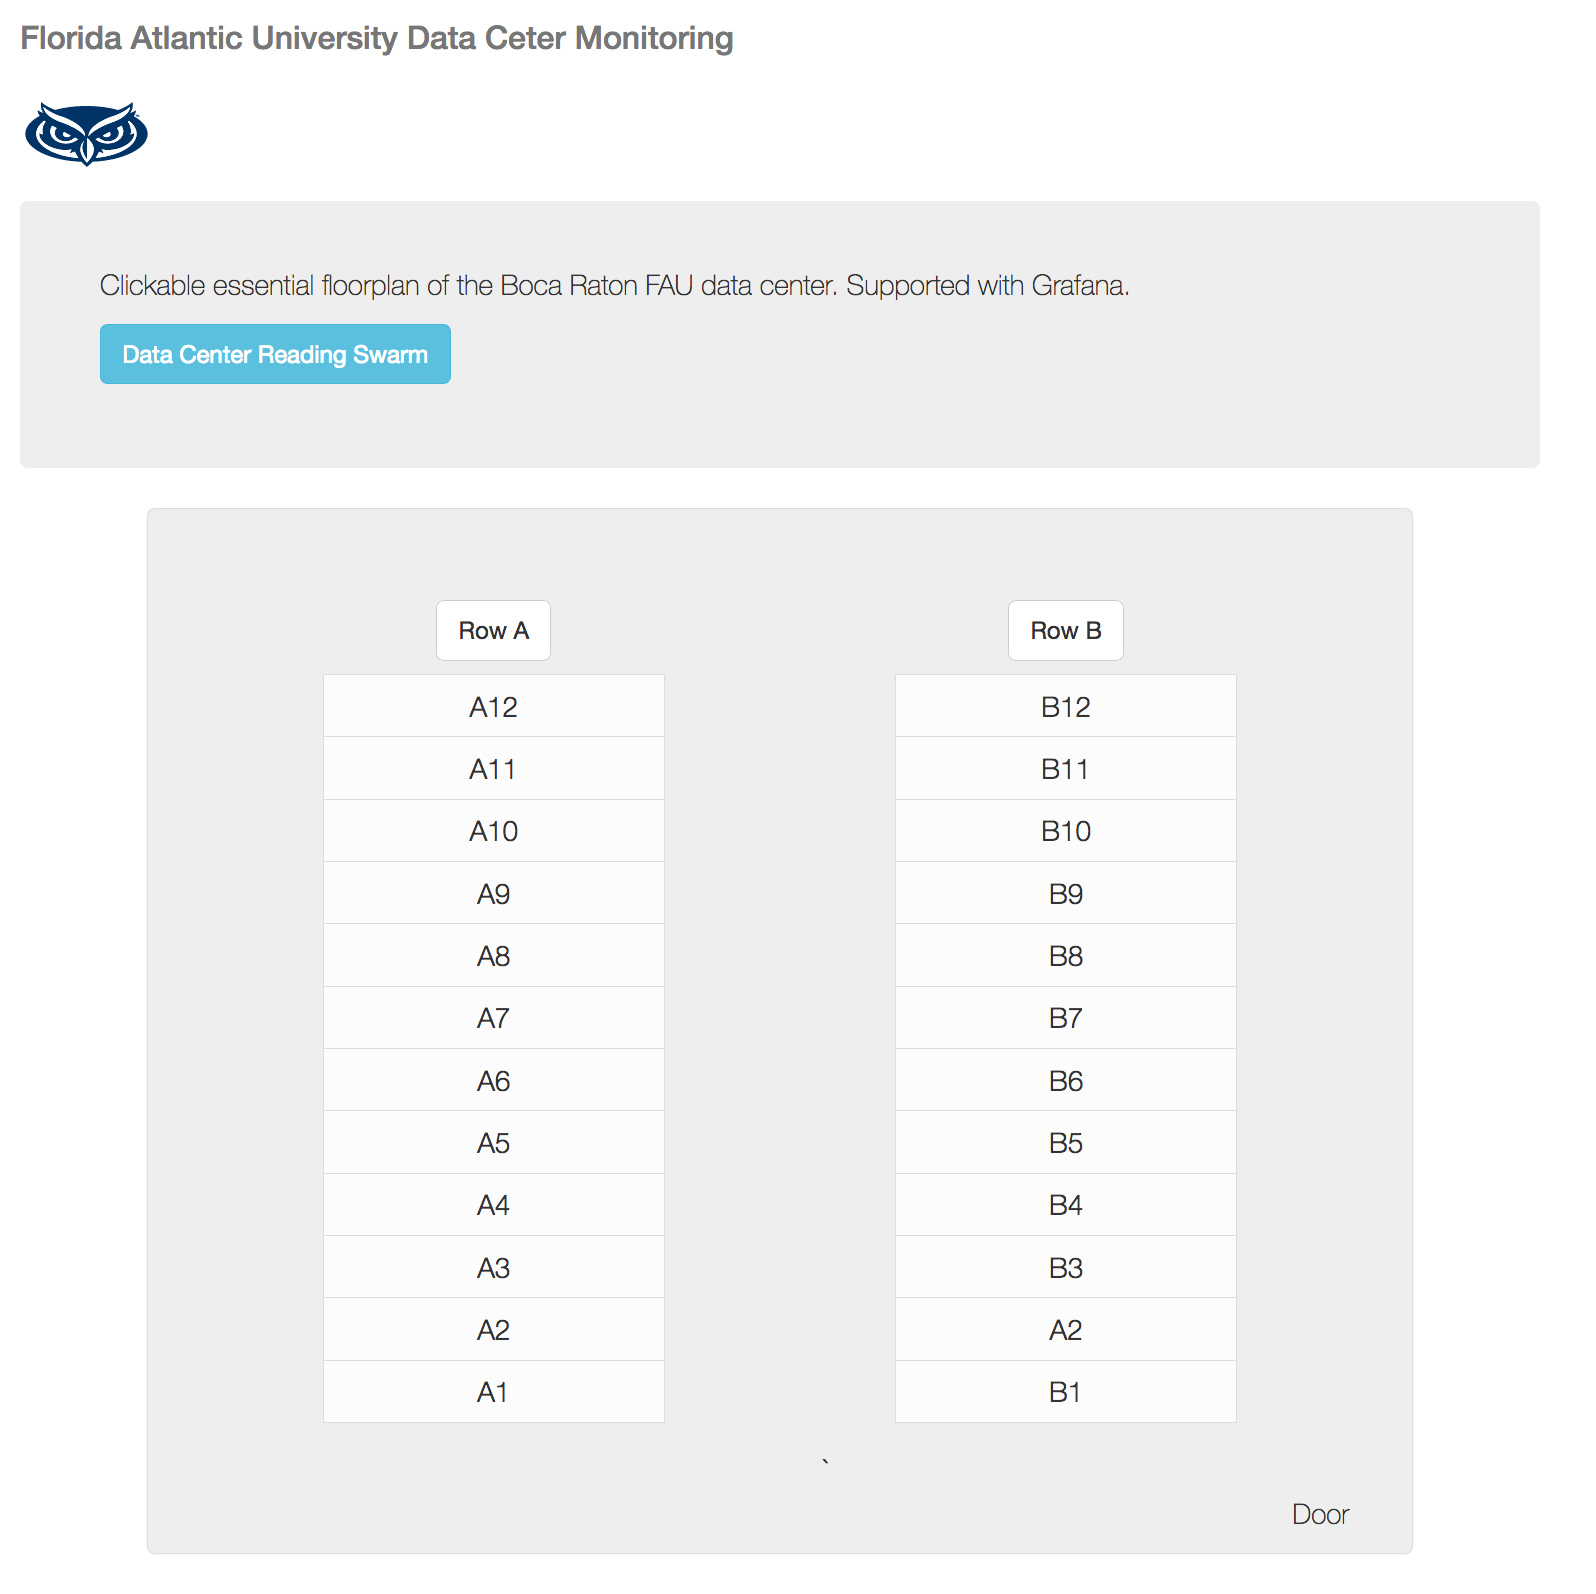 Florida Atlantic University Data Ceter Monitoring
Clickable essential floorplan of the Boca Raton FAU data center. Supported with Grafana.
Data Center Reading Swarm
Row A
A12
A11
A10
A9
A8
A7
A6
A5
A4
A3
A2
A1
Row B
B12
B11
B10
B9
B8
B7
B6
B5
B4
B3
A2
B1
`
Door